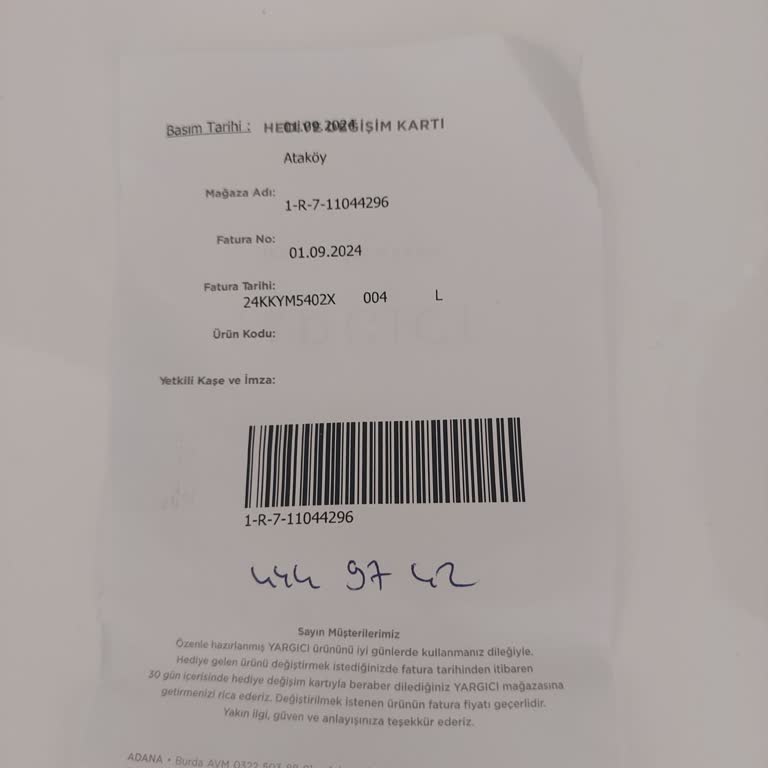 Basım Tarihi : 01.09.2024
HEDİYE DEĞİŞİM KARTI
Ataköy
Mağaza Adı:
1-R-7-11044296
Fatura No:
01.09.2024
Fatura Tarihi:
24KKYM5402X 004 L
Ürün Kodu:
Yetkili Kaşe ve İmza:
1-R-7-11044296
444 97 42
Sayın Müşterilerimiz
Özenle hazırlanmış YARGICI ürününü iyi günlerde kullanmanız dileğiyle.
Hediye gelen ürünü değiştirmek istediğinizde fatura tarihinden itibaren
30 gün içerisinde hediye değişim kartıyla beraber dilediğiniz YARGICI mağazasına
getirmenizi rica ederiz. Değiştirilmek istenen ürünün fatura fiyatı geçerlidir.
Yakın ilgi, güven ve anlayışınıza teşekkür ederiz.
ADANA • Burda AVM 0322